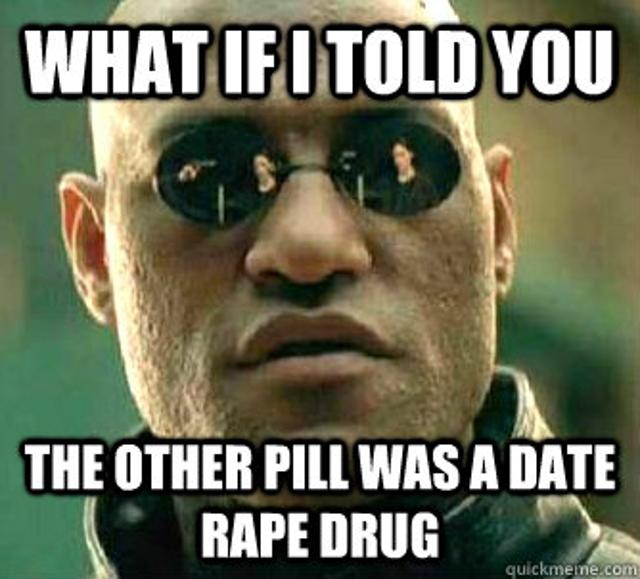 WHAT IF I TOLD YOU
THE OTHER PILL WAS A DATE
RAPE DRUG
quickmeme.com